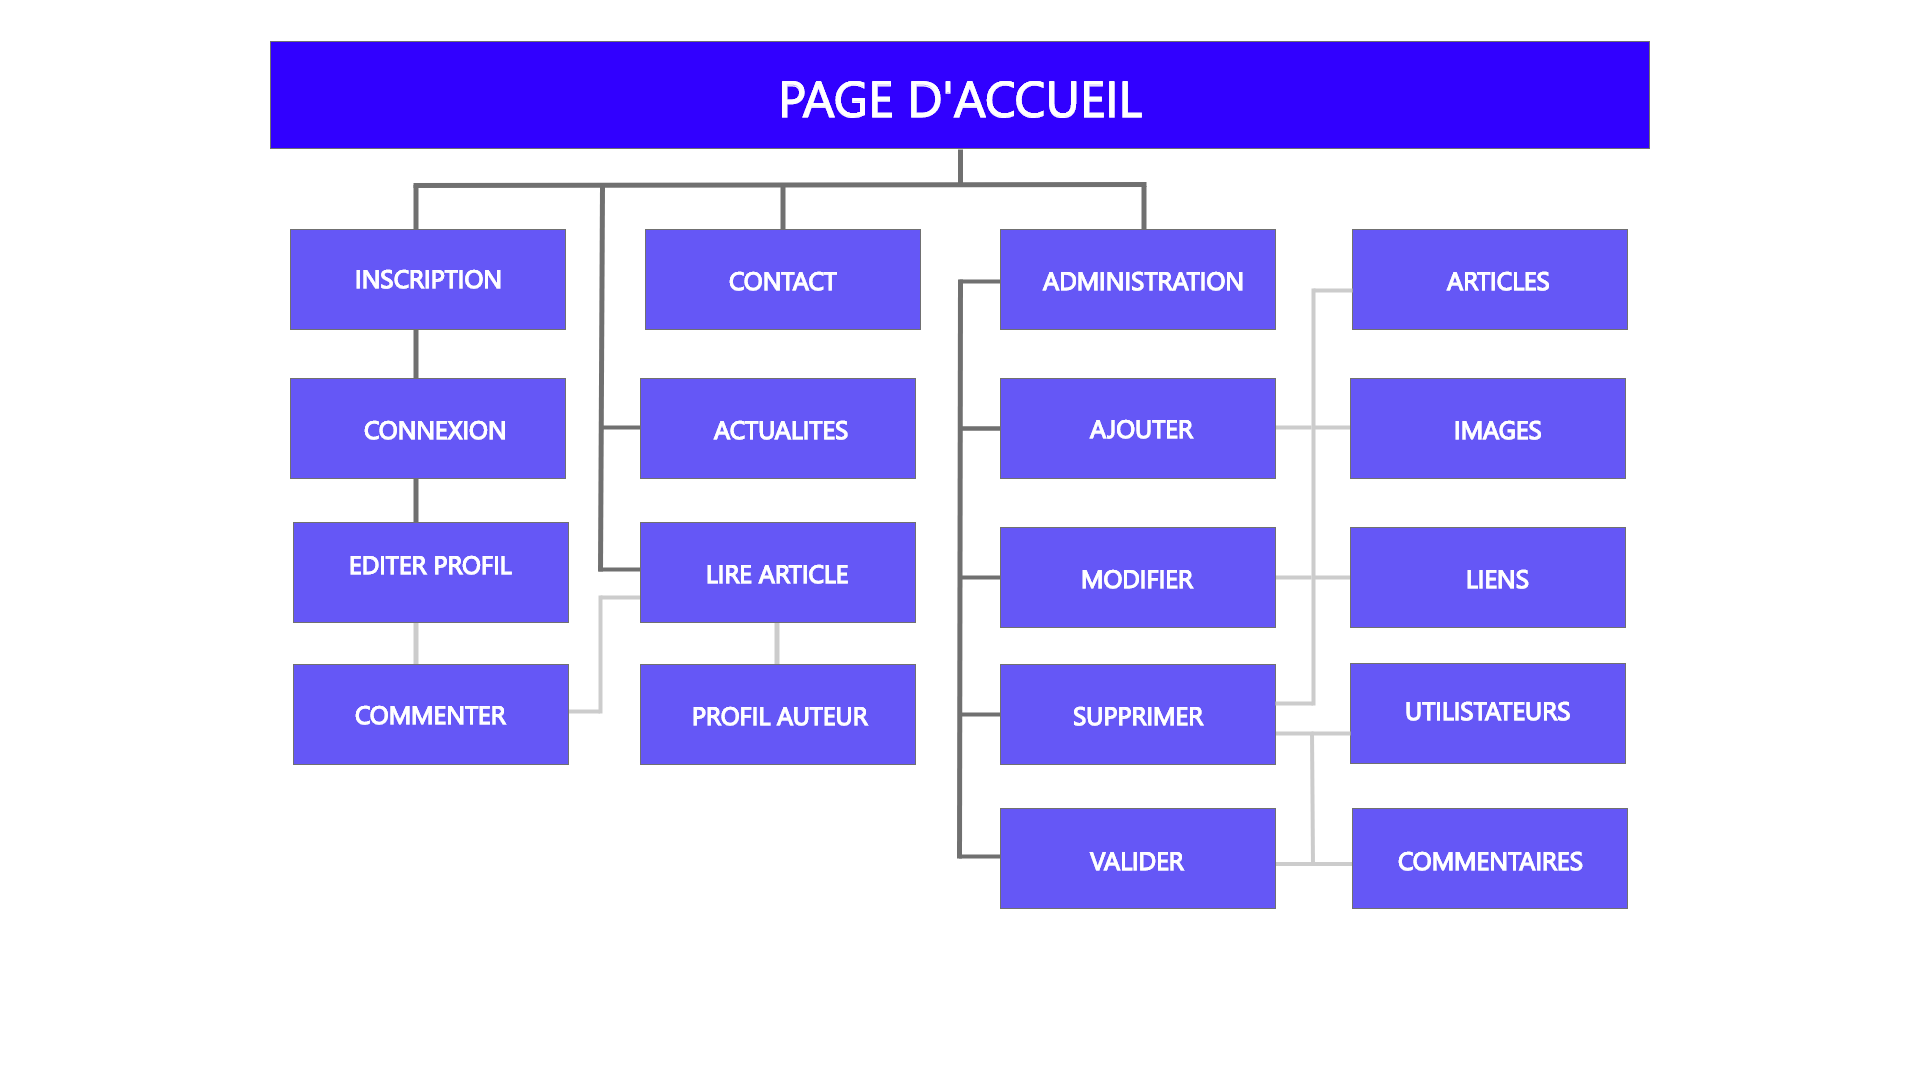 PAGE D'ACCUEIL
INSCRIPTION
CONTACT
ADMINISTRATION
ARTICLES
CONNEXION
ACTUALITES
AJOUTER
IMAGES
EDITER PROFIL
LIRE ARTICLE
MODIFIER
LIENS
COMMENTER
PROFIL AUTEUR
SUPPRIMER
UTILISTATEURS
VALIDER
COMMENTAIRES